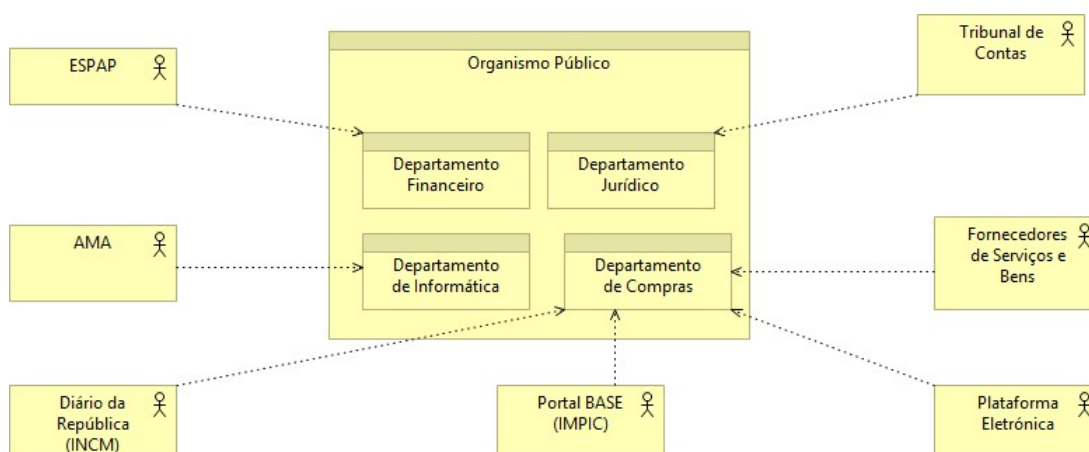 ESPAP
Organismo Público
Tribunal de
Contas
Departamento
Financeiro
Departamento
Jurídico
AMA
Departamento
de Informática
Departamento
de Compras
Fornecedores
de Serviços e
Bens
Diário da
República
(INCM)
Portal BASE
(IMPIC)
Plataforma
Eletrónica